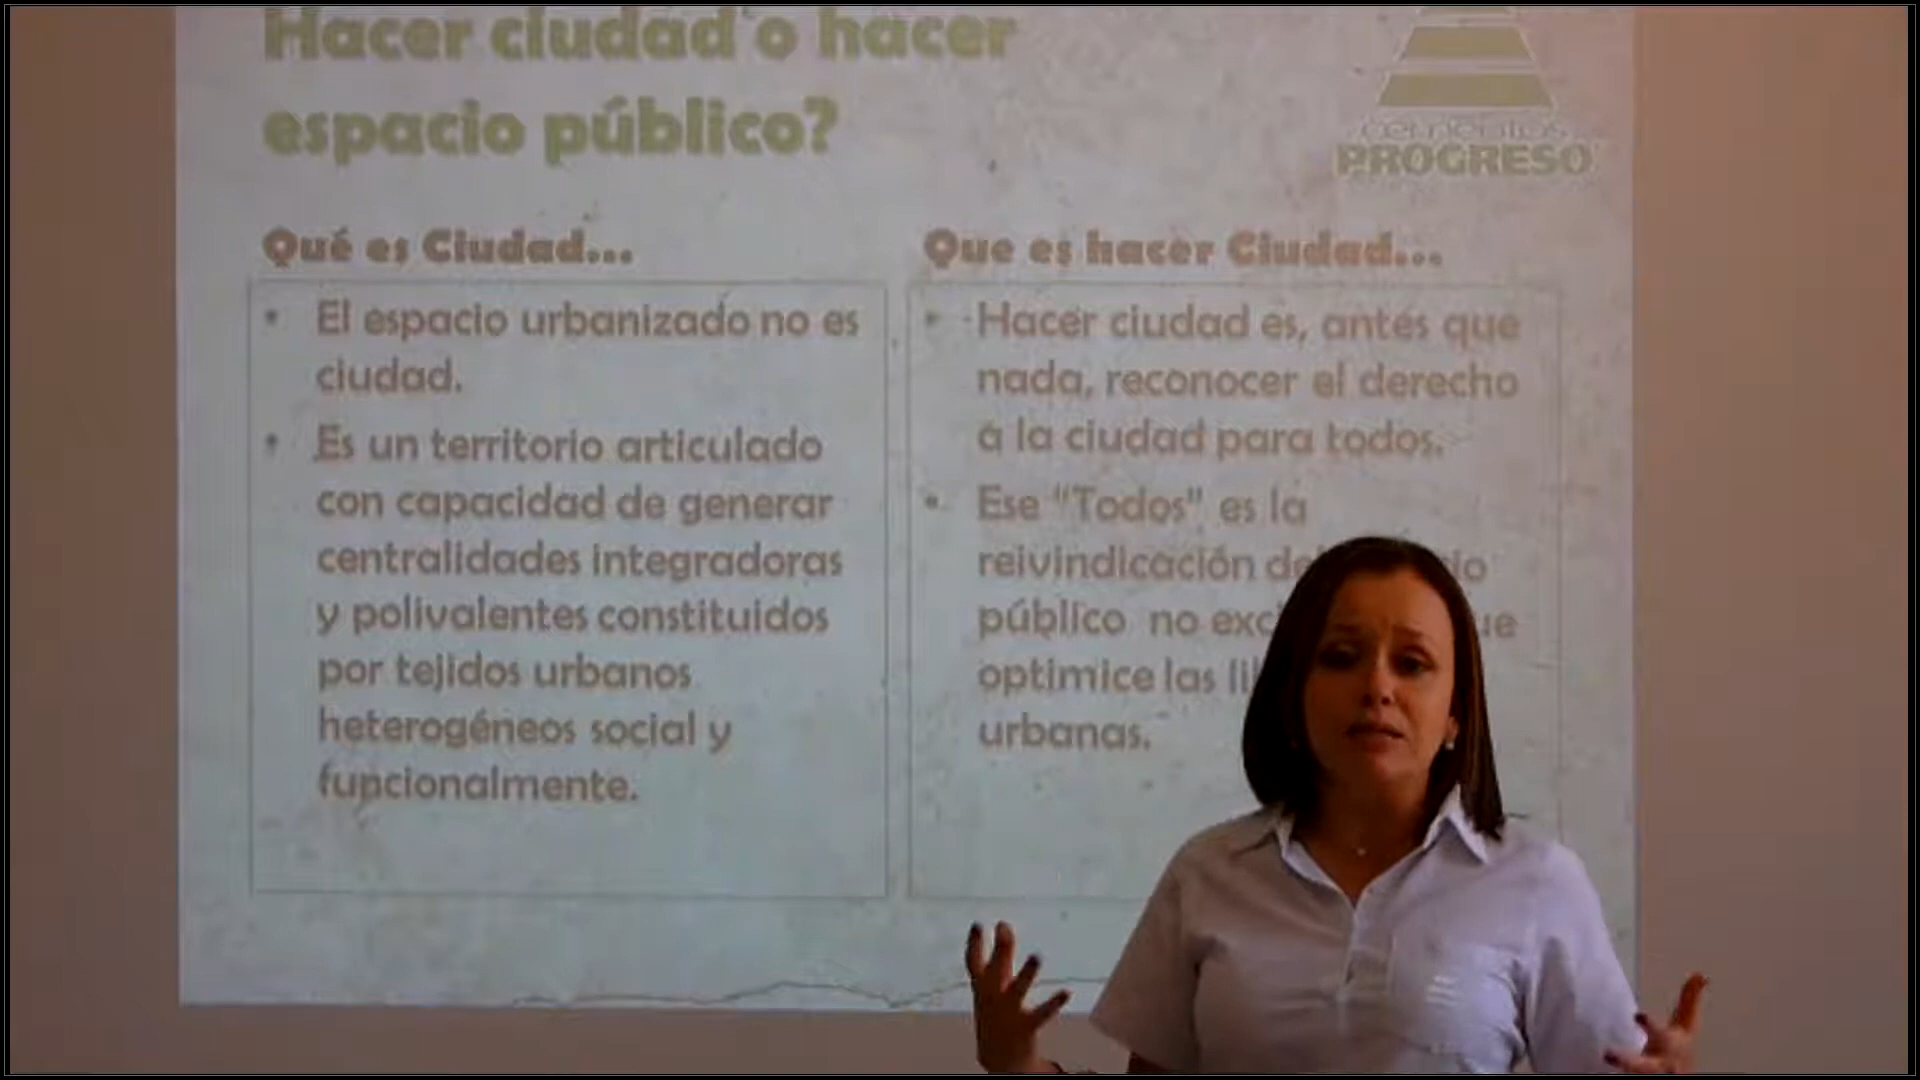 Hacer ciudad o hacer
espacio público?
cementos
PROGRESO
Qué es Ciudad...
• El espacio urbanizado no es
ciudad.
• Es un territorio articulado
con capacidad de generar
centralidades integradoras
y polivalentes constituidos
por tejidos urbanos
heterogéneos social y
funcionalmente.
Que es hacer Ciudad...
• Hacer ciudad es, antes que
nada, reconocer el derecho
a la ciudad para todos.
• Ese "Todos" es la
reivindicación
público no
optimice las
urbanas.